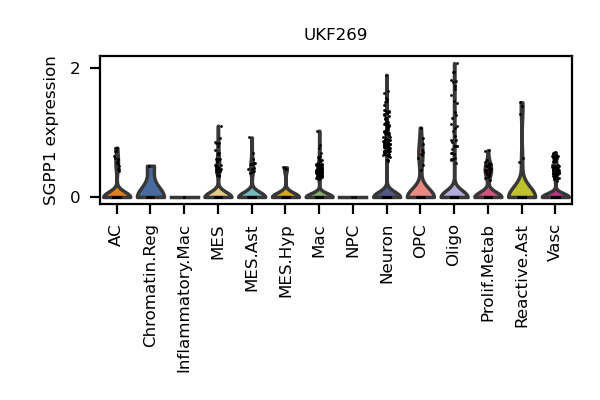 UKF269
SGPP1 expression
2
0
AC
Chromatin.Reg
Inflammatory.Mac
MES
MES.Ast
MES.Hyp
Mac
NPC
Neuron
OPC
Oligo
Prolif.Metab
Reactive.Ast
Vasc